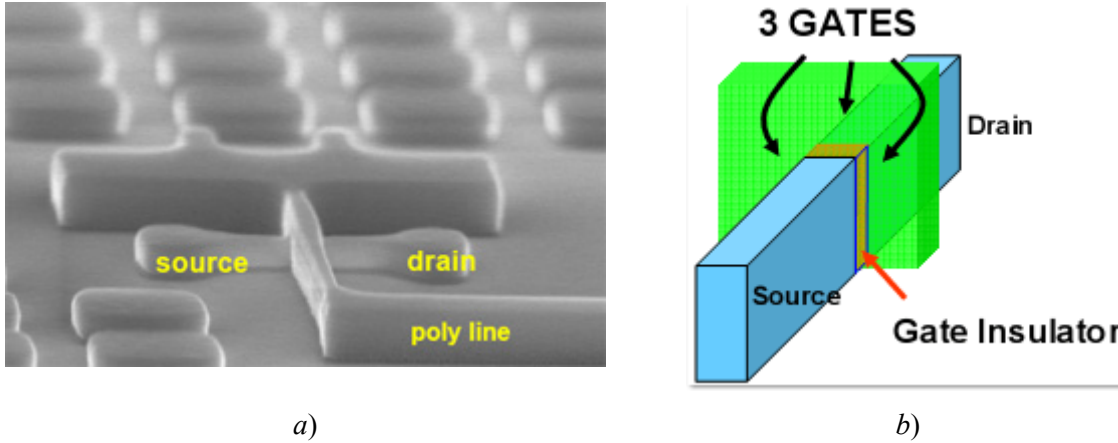 source
drain
poly line
3 GATES
Drain
Source
Gate Insulator
a)
b)